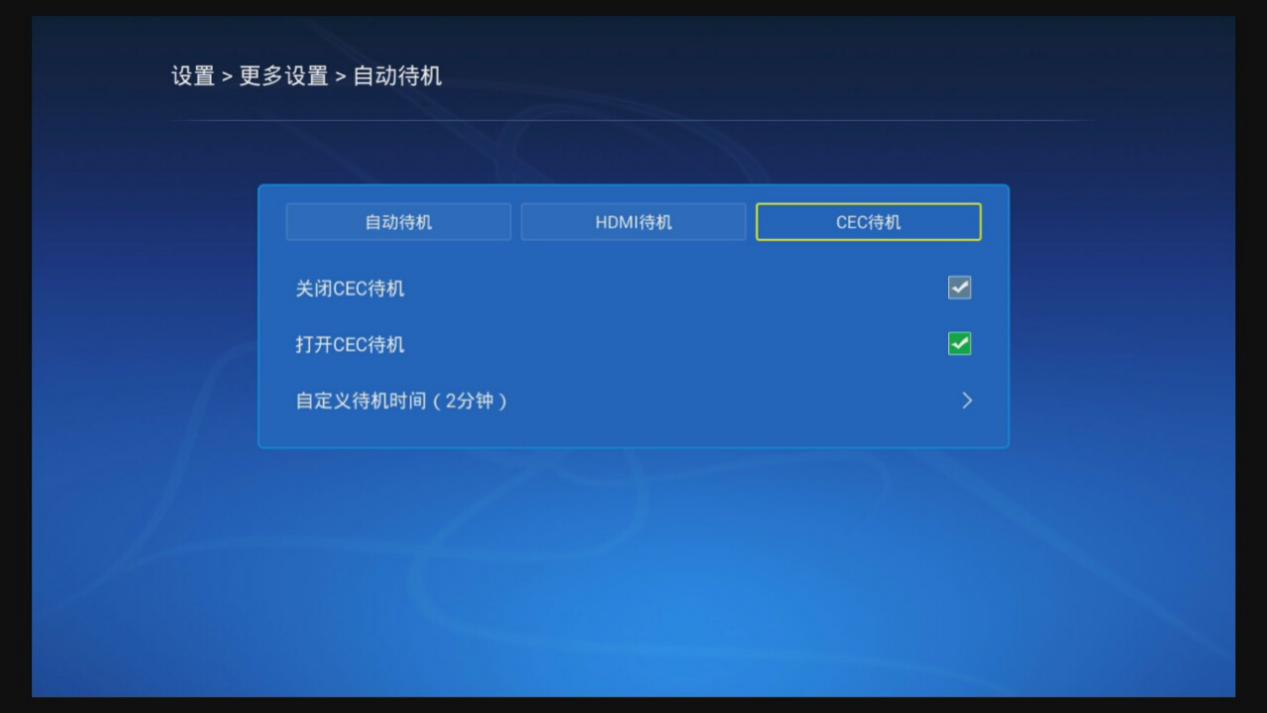 设置 > 更多设置 > 自动待机
自动待机 HDMI待机 CEC待机
关闭CEC待机
打开CEC待机
自定义待机时间（2分钟）